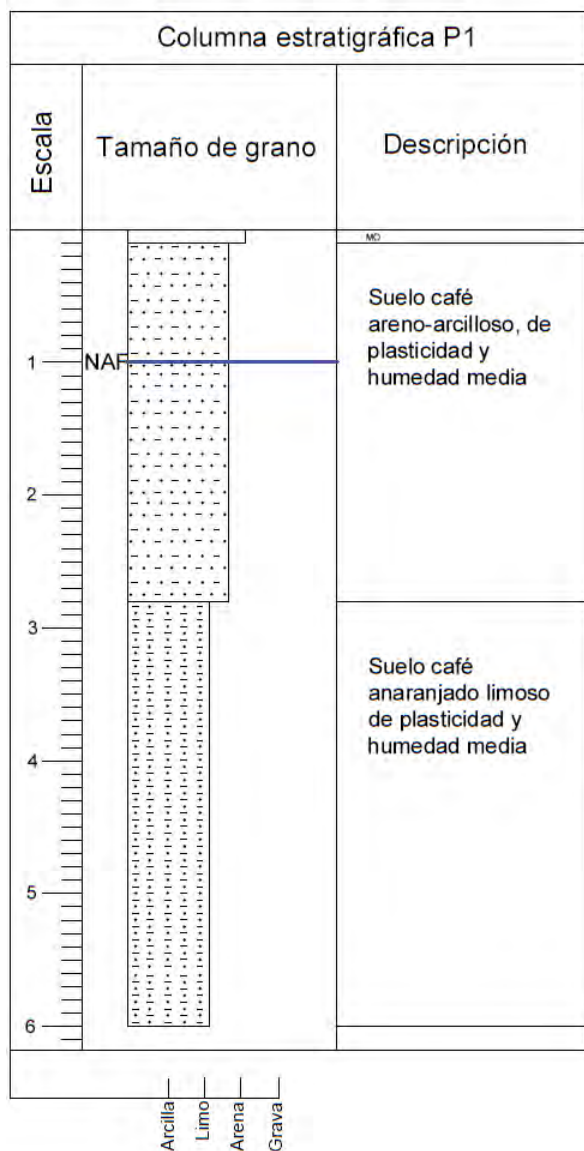 Columna estratigráfica P1
Escala
Tamaño de grano
Descripción
MO
Suelo café
areno-arcilloso, de
plasticidad y
humedad media
1
NAF
2
3
Suelo café
anaranjado limoso
de plasticidad y
humedad media
4
5
6
Arcilla
Limo
Arena
Grava